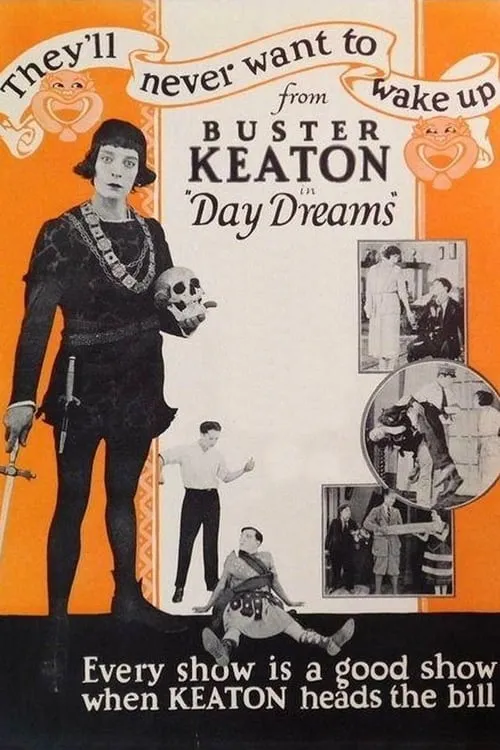 They'll never want to wake up
from
BUSTER
KEATON
in
"Day Dreams"
Every show is a good show
when KEATON heads the bill